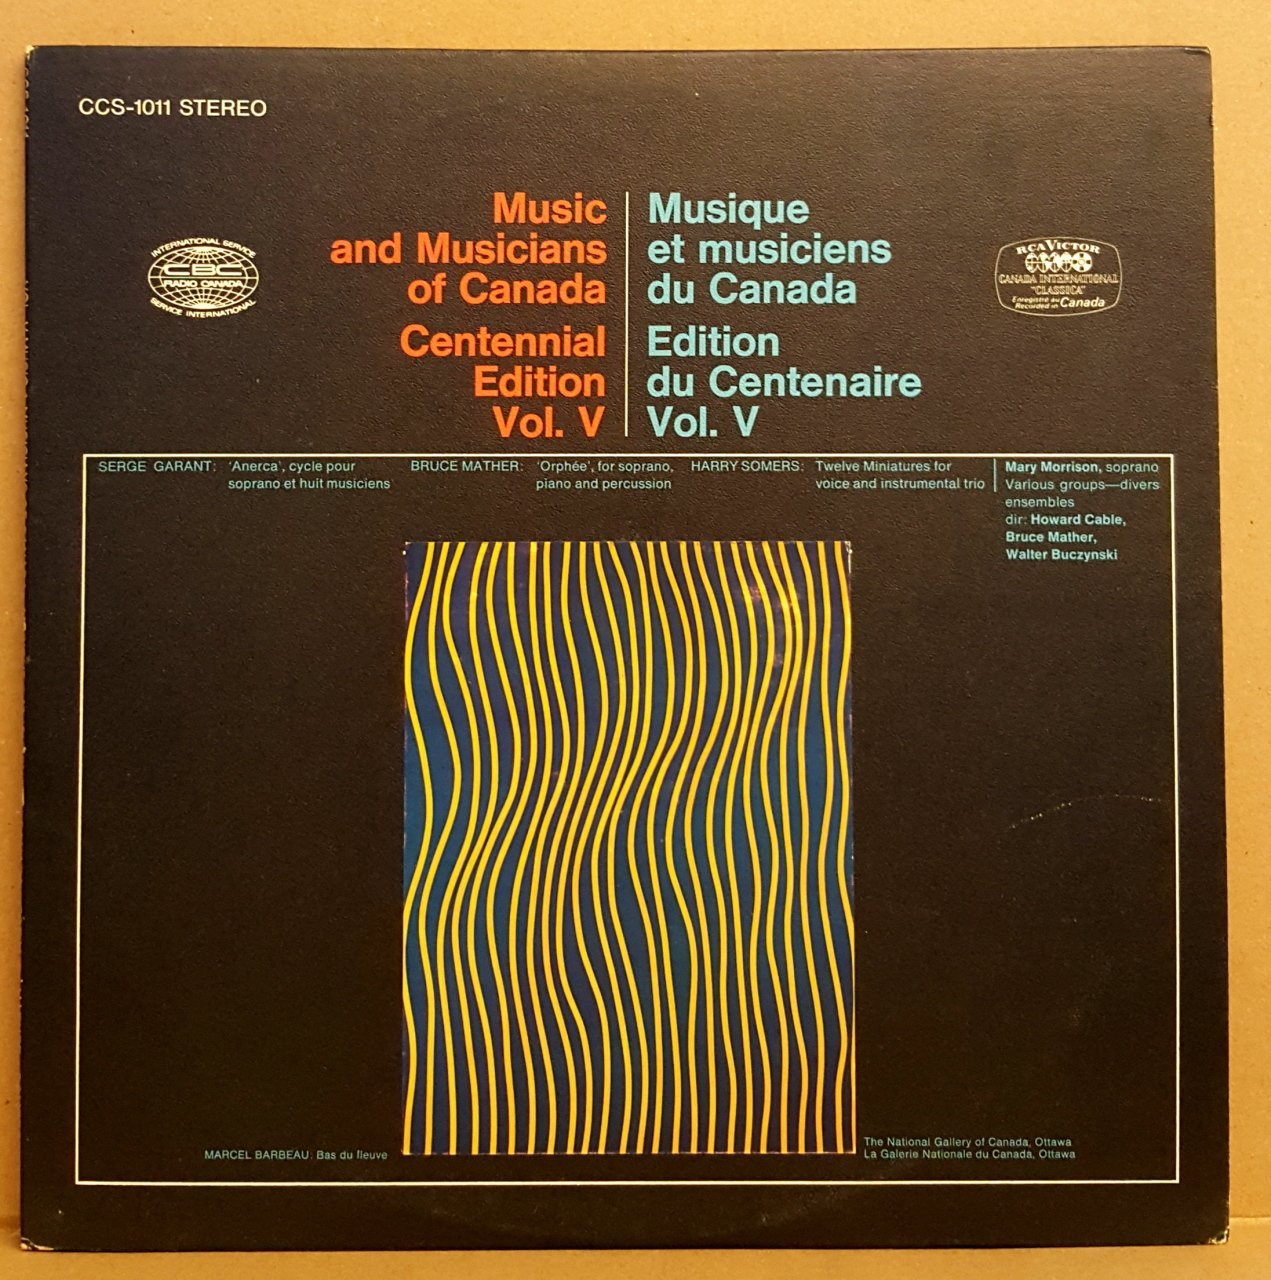 CCS-1011 STEREO
Music
and Musicians
of Canada
Centennial
Edition
Vol. V
Musique
et musiciens
du Canada
Edition
du Centenaire
Vol. V
INTERNATIONAL SERVICE
CBC
RADIO CANADA
SERVICE INTERNATIONAL
RCA VICTOR
CANADA INTERNATIONAL
"CLASSICA"
Enregistré au
Recorded in Canada
SERGE GARANT: 'Anerca', cycle pour
soprano et huit musiciens
BRUCE MATHER: 'Orphée', for soprano,
piano and percussion
HARRY SOMERS: Twelve Miniatures for
voice and instrumental trio
Mary Morrison, soprano
Various groups—divers
ensembles
dir: Howard Cable,
Bruce Mather,
Walter Buczynski
MARCEL BARBEAU: Bas du fleuve
The National Gallery of Canada, Ottawa
La Galerie Nationale du Canada, Ottawa